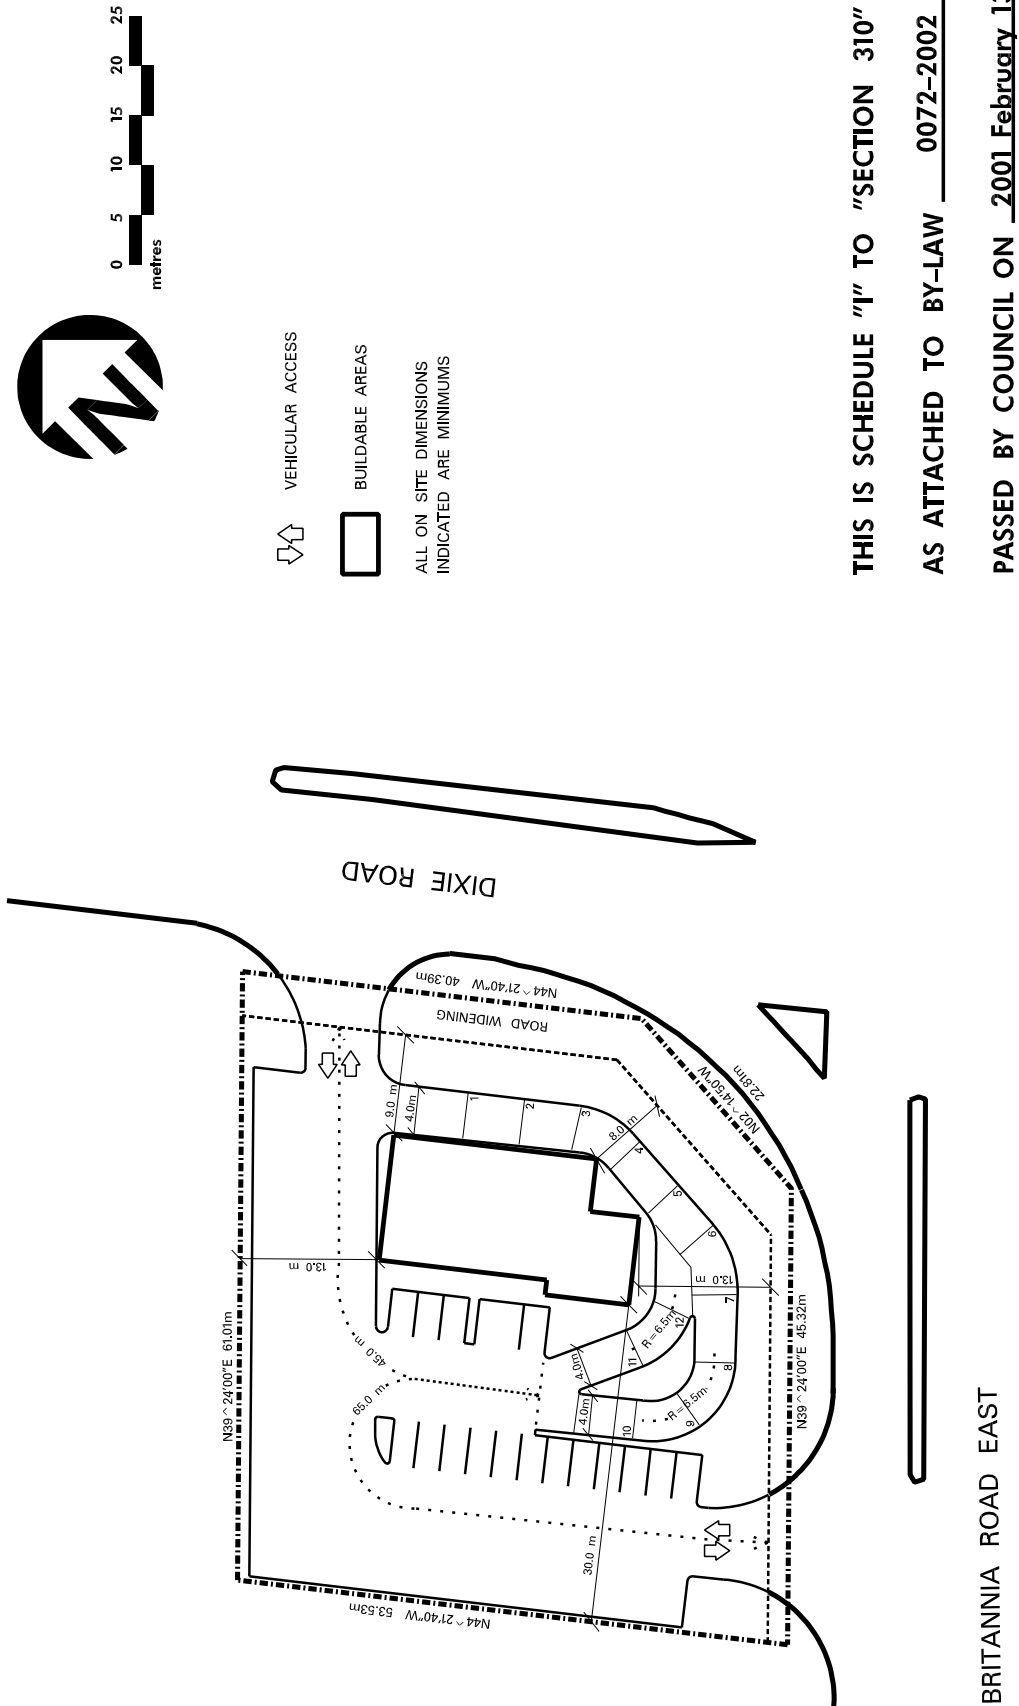 0 5 10 15 20 25
metres
N
VEHICULAR ACCESS
BUILDABLE AREAS
ALL ON SITE DIMENSIONS
INDICATED ARE MINIMUMS
THIS IS SCHEDULE "I" TO "SECTION 310"
AS ATTACHED TO BY-LAW 0072-2002
PASSED BY COUNCIL ON 2001 February
DIXIE ROAD
BRITANNIA ROAD EAST
N39^24'00"E 61.01m
N44^21'40"W 40.39m
ROAD WIDENING
N02^14'50"W
22.81m
N39^24'00"E 45.32m
N44^21'40"W 53.53m
13.0 m
9.0 m
4.0m
8.0 m
13.0 m
45.0 m
65.0 m
4.0m
4.0m
R=6.5m
R=6.5m
30.0 m
1
2
3
4
5
6
7
8
9
10
11
12